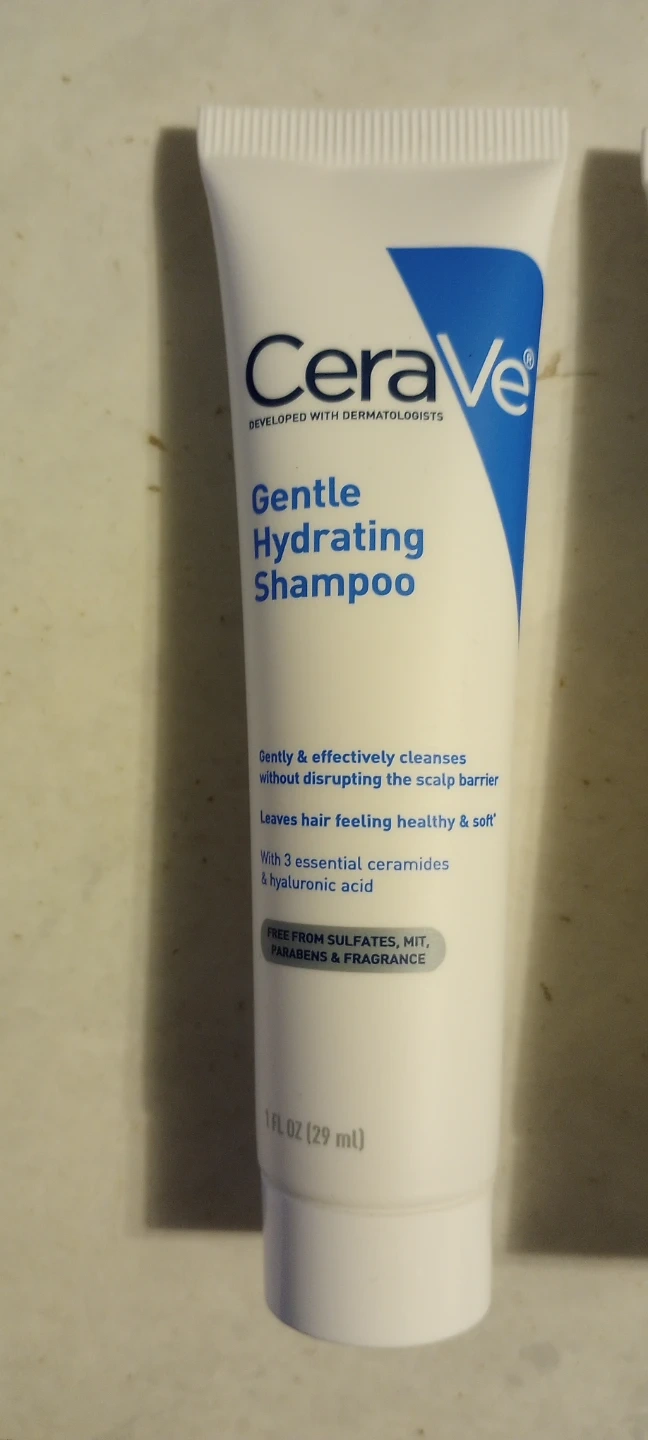 CeraVe®
DEVELOPED WITH DERMATOLOGISTS
Gentle
Hydrating
Shampoo
Gently & effectively cleanses
without disrupting the scalp barrier
Leaves hair feeling healthy & soft*
With 3 essential ceramides
& hyaluronic acid
FREE FROM SULFATES, MIT,
PARABENS & FRAGRANCE
1 FL OZ (29 ml)